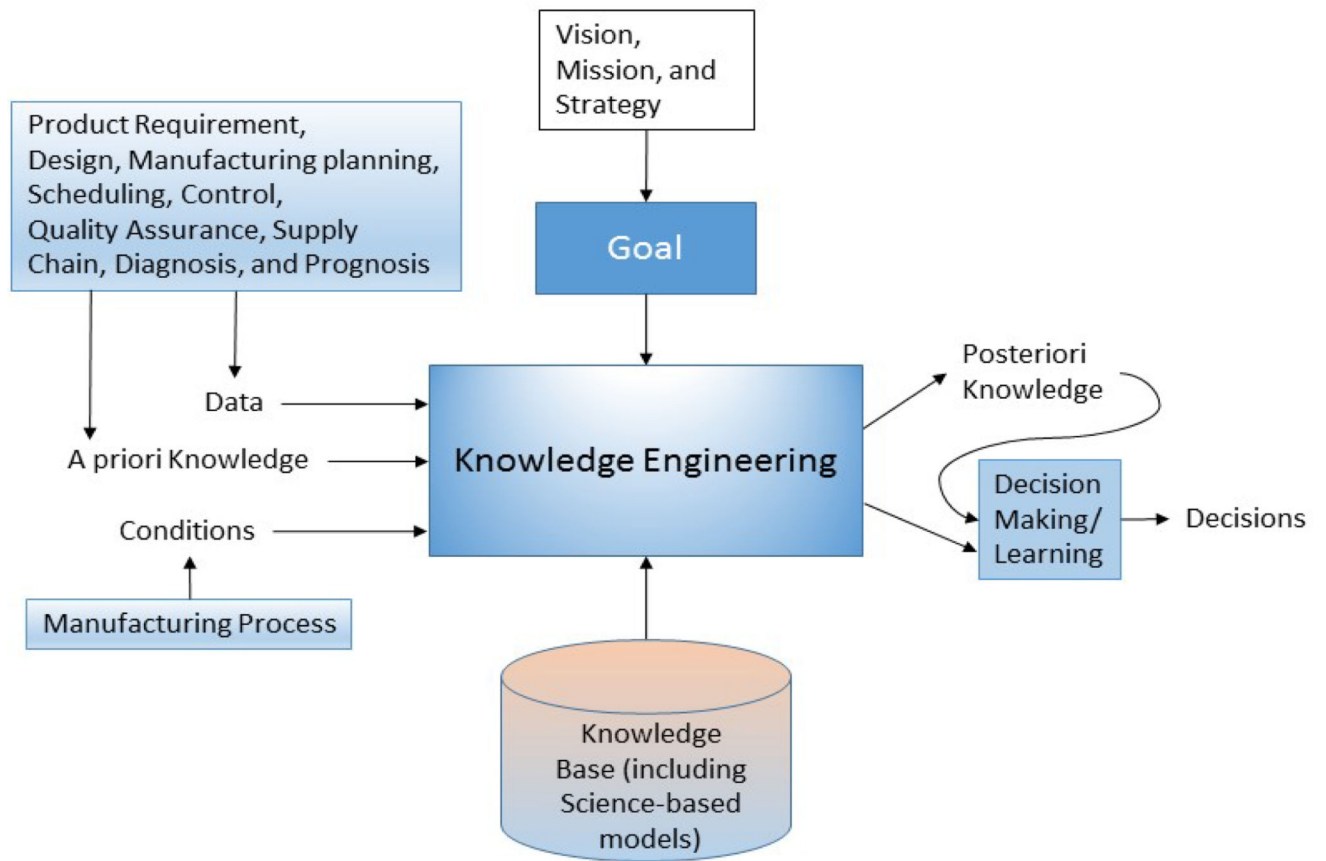 Vision,
Mission, and
Strategy
Product Requirement,
Design, Manufacturing planning,
Scheduling, Control,
Quality Assurance, Supply
Chain, Diagnosis, and Prognosis
Goal
Data
A priori Knowledge
Conditions
Manufacturing Process
Knowledge Engineering
Posteriori
Knowledge
Decision
Making/
Learning
Decisions
Knowledge
Base (including
Science-based
models)